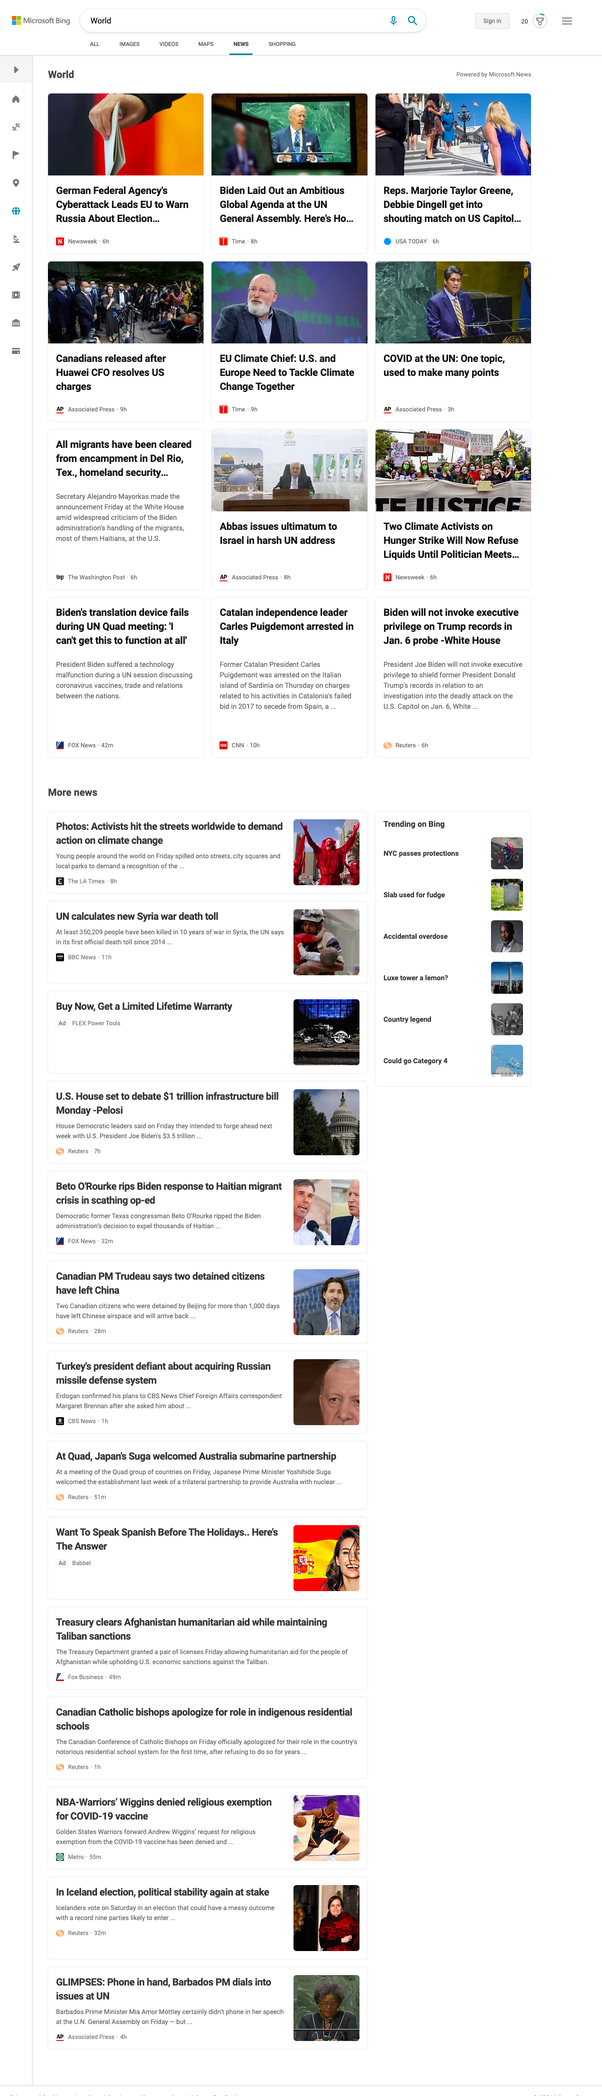 Microsoft Bing
World
Sign in
20
ALL
IMAGES
VIDEOS
MAPS
NEWS
SHOPPING
World
Powered by Microsoft News
German Federal Agency's
Cyberattack Leads EU to Warn
Russia About Election...
Newsweek · 6h
Biden Laid Out an Ambitious
Global Agenda at the UN
General Assembly. Here's Ho...
Time · 8h
Reps. Marjorie Taylor Greene,
Debbie Dingell get into
shouting match on US Capitol...
USA TODAY · 6h
Canadians released after
Huawei CFO resolves US
charges
AP Associated Press · 9h
GREEN DEAL
EU Climate Chief: U.S. and
Europe Need to Tackle Climate
Change Together
Time · 9h
COVID at the UN: One topic,
used to make many points
AP Associated Press · 3h
All migrants have been cleared
from encampment in Del Rio,
Tex., homeland security...
Secretary Alejandro Mayorkas made the
announcement Friday at the White House
amid widespread criticism of the Biden
administration's handling of the migrants,
most of them Haitians, at the U.S.
wp The Washington Post · 6h
Abbas issues ultimatum to
Israel in harsh UN address
AP Associated Press · 8h
TE JUSTICE
Two Climate Activists on
Hunger Strike Will Now Refuse
Liquids Until Politician Meets...
Newsweek · 6h
Biden's translation device fails
during UN Quad meeting: 'I
can't get this to function at all'
President Biden suffered a technology
malfunction during a UN session discussing
coronavirus vaccines, trade and relations
between the nations.
FOX News · 42m
Catalan independence leader
Carles Puigdemont arrested in
Italy
Former Catalan President Carles
Puigdemont was arrested on the Italian
island of Sardinia on Thursday on charges
related to his activities in Catalonia's failed
bid in 2017 to secede from Spain, a ...
CNN · 10h
Biden will not invoke executive
privilege on Trump records in
Jan. 6 probe -White House
President Joe Biden will not invoke executive
privilege to shield former President Donald
Trump's records in relation to an
investigation into the deadly attack on the
U.S. Capitol on Jan. 6, White ...
Reuters · 6h
More news
Photos: Activists hit the streets worldwide to demand
action on climate change
Young people around the world on Friday spilled onto streets, city squares and
local parks to demand a recognition of the ...
The LA Times · 8h
UN calculates new Syria war death toll
At least 350,209 people have been killed in 10 years of war in Syria, the UN says
in its first official death toll since 2014 ...
BBC News · 11h
Buy Now, Get a Limited Lifetime Warranty
Ad FLEX Power Tools
U.S. House set to debate $1 trillion infrastructure bill
Monday -Pelosi
House Democratic leaders said on Friday they intended to forge ahead next
week with U.S. President Joe Biden's $3.5 trillion ...
Reuters · 7h
Beto O'Rourke rips Biden response to Haitian migrant
crisis in scathing op-ed
Democratic former Texas congressman Beto O'Rourke ripped the Biden
administration's decision to expel thousands of Haitian ...
FOX News · 32m
Canadian PM Trudeau says two detained citizens
have left China
Two Canadian citizens who were detained by Beijing for more than 1,000 days
have left Chinese airspace and will arrive back ...
Reuters · 28m
Turkey's president defiant about acquiring Russian
missile defense system
Erdogan confirmed his plans to CBS News Chief Foreign Affairs correspondent
Margaret Brennan after she asked him about ...
CBS News · 1h
At Quad, Japan's Suga welcomed Australia submarine partnership
At a meeting of the Quad group of countries on Friday, Japanese Prime Minister Yoshihide Suga
welcomed the establishment last week of a trilateral partnership to provide Australia with nuclear ...
Reuters · 51m
Want To Speak Spanish Before The Holidays.. Here's
The Answer
Ad Babbel
Treasury clears Afghanistan humanitarian aid while maintaining
Taliban sanctions
The Treasury Department granted a pair of licenses Friday allowing humanitarian aid for the people of
Afghanistan while upholding U.S. economic sanctions against the Taliban.
Fox Business · 49m
Canadian Catholic bishops apologize for role in indigenous residential
schools
The Canadian Conference of Catholic Bishops on Friday officially apologized for their role in the country's
notorious residential school system for the first time, after refusing to do so for years ...
Reuters · 1h
NBA-Warriors' Wiggins denied religious exemption
for COVID-19 vaccine
Golden States Warriors forward Andrew Wiggins' request for religious
exemption from the COVID-19 vaccine has been denied and ...
Metro · 55m
In Iceland election, political stability again at stake
Icelanders vote on Saturday in an election that could have a messy outcome
with a record nine parties likely to enter ...
Reuters · 32m
GLIMPSES: Phone in hand, Barbados PM dials into
issues at UN
Barbados Prime Minister Mia Amor Mottley certainly didn't phone in her speech
at the U.N. General Assembly on Friday — but ...
AP Associated Press · 4h
Trending on Bing
NYC passes protections
Slab used for fudge
Accidental overdose
Luxe tower a lemon?
Country legend
Could go Category 4